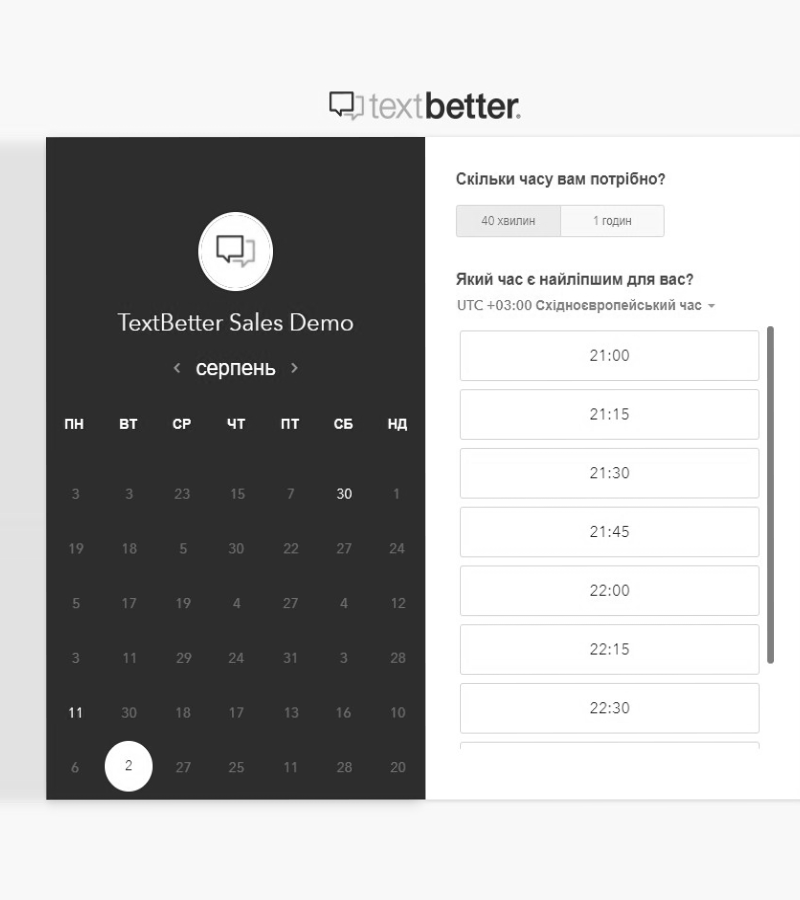 textbetter.
TextBetter Sales Demo
серпень
ПН ВТ СР ЧТ ПТ СБ НД
3 3 23 15 7 30 1
19 18 5 30 22 27 24
5 17 19 4 27 4 12
3 11 29 24 31 3 28
11 30 18 17 13 16 10
6 2 27 25 11 28 20
Скільки часу вам потрібно?
40 хвилин 1 годин
Який час є найліпшим для вас?
UTC +03:00 Східноєвропейський час
21:00
21:15
21:30
21:45
22:00
22:15
22:30